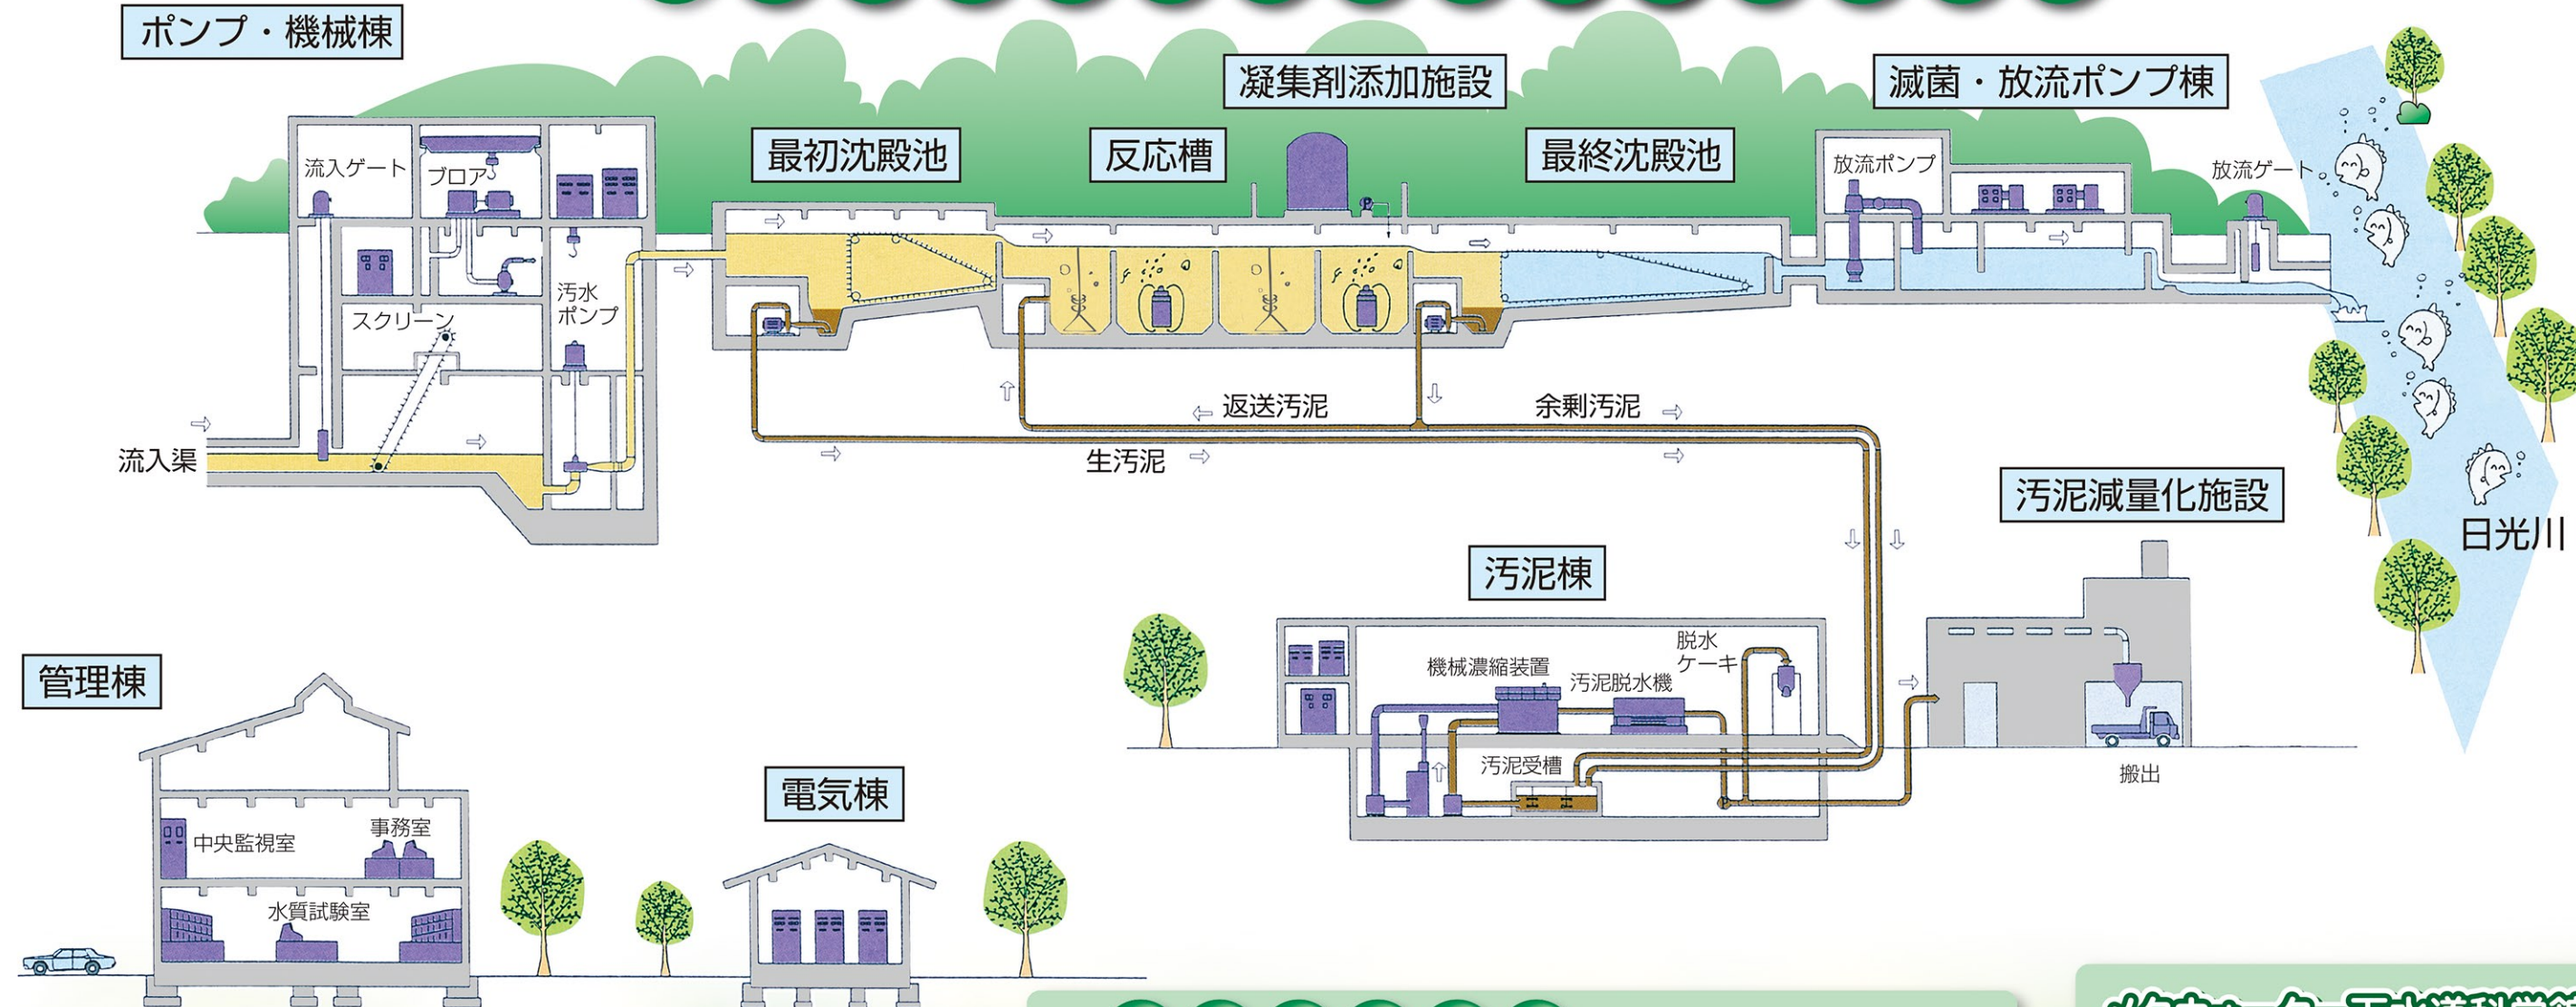 ポンプ・機械棟
凝集剤添加施設
滅菌・放流ポンプ棟
最初沈殿池
反応槽
最終沈殿池
流入ゲート
ブロア
放流ポンプ
放流ゲート
汚水
ポンプ
スクリーン
返送汚泥
余剰汚泥
流入渠
生汚泥
汚泥減量化施設
日光川
汚泥棟
脱水
ケーキ
機械濃縮装置
汚泥脱水機
汚泥受槽
搬出
管理棟
中央監視室
事務室
水質試験室
電気棟